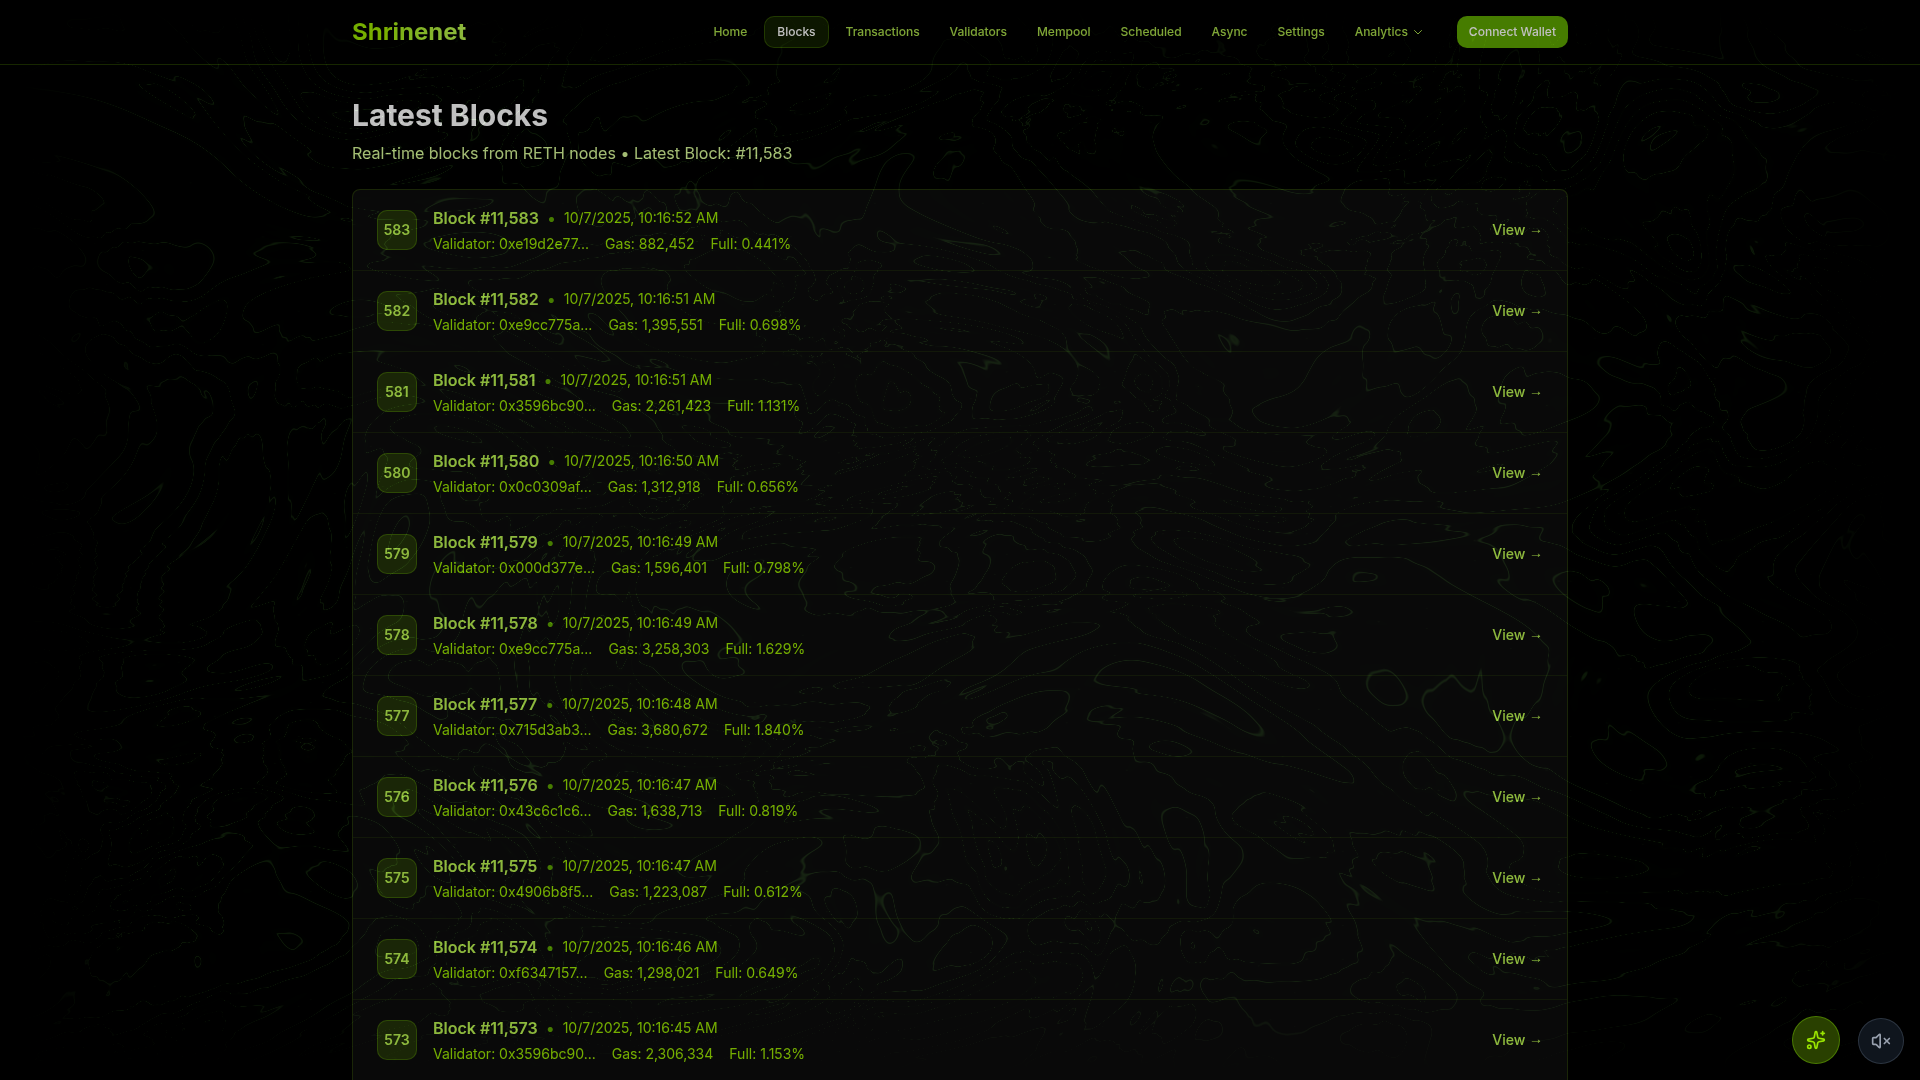 Shrinenet
Home Blocks Transactions Validators Mempool Scheduled Async Settings Analytics Connect Wallet
Latest Blocks
Real-time blocks from RETH nodes • Latest Block: #11,583
583 Block #11,583 • 10/7/2025, 10:16:52 AM
Validator: 0xe19d2e77... Gas: 882,452 Full: 0.441% View →
582 Block #11,582 • 10/7/2025, 10:16:51 AM
Validator: 0xe9cc775a... Gas: 1,395,551 Full: 0.698% View →
581 Block #11,581 • 10/7/2025, 10:16:51 AM
Validator: 0x3596bc90... Gas: 2,261,423 Full: 1.131% View →
580 Block #11,580 • 10/7/2025, 10:16:50 AM
Validator: 0x0c0309af... Gas: 1,312,918 Full: 0.656% View →
579 Block #11,579 • 10/7/2025, 10:16:49 AM
Validator: 0x000d377e... Gas: 1,596,401 Full: 0.798% View →
578 Block #11,578 • 10/7/2025, 10:16:49 AM
Validator: 0xe9cc775a... Gas: 3,258,303 Full: 1.629% View →
577 Block #11,577 • 10/7/2025, 10:16:48 AM
Validator: 0x715d3ab3... Gas: 3,680,672 Full: 1.840% View →
576 Block #11,576 • 10/7/2025, 10:16:47 AM
Validator: 0x43c6c1c6... Gas: 1,638,713 Full: 0.819% View →
575 Block #11,575 • 10/7/2025, 10:16:47 AM
Validator: 0x4906b8f5... Gas: 1,223,087 Full: 0.612% View →
574 Block #11,574 • 10/7/2025, 10:16:46 AM
Validator: 0xf6347157... Gas: 1,298,021 Full: 0.649% View →
573 Block #11,573 • 10/7/2025, 10:16:45 AM
Validator: 0x3596bc90... Gas: 2,306,334 Full: 1.153% View →